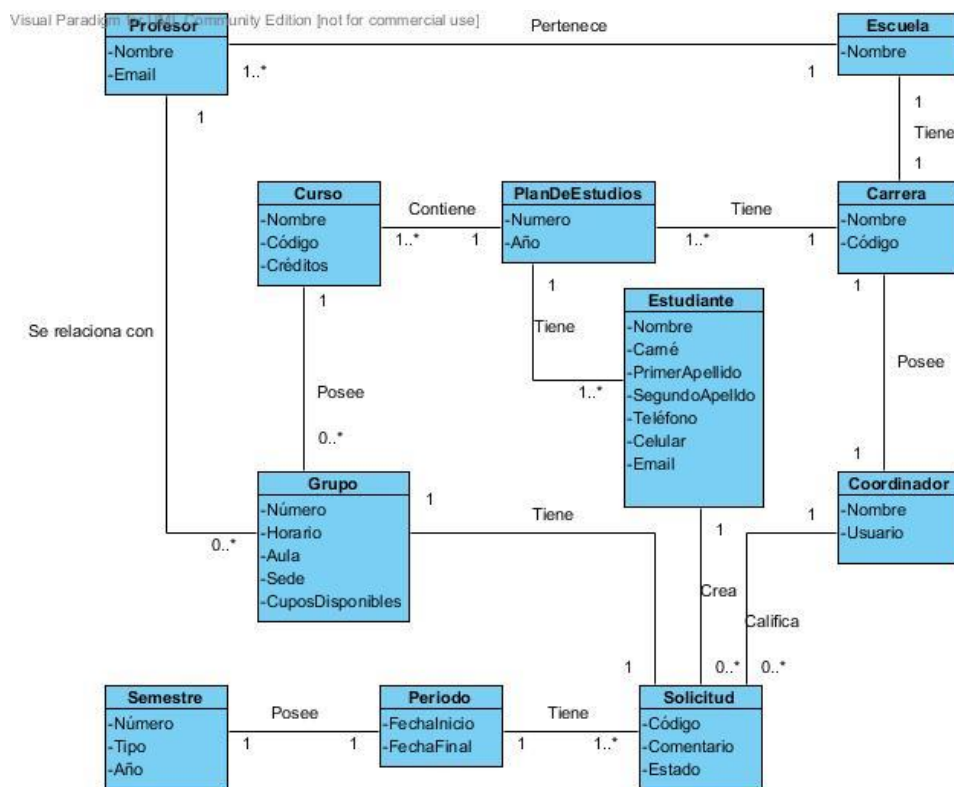 Visual Paradigm for UML Community Edition [not for commercial use]
Profesor
-Nombre
-Email
Pertenece
1..*
1
Escuela
-Nombre
1
1
Tiene
1
Curso
-Nombre
-Código
-Créditos
Contiene
1..*
1
PlanDeEstudios
-Numero
-Año
Tiene
1..*
1
Carrera
-Nombre
-Código
1
1
1
Tiene
1..*
Estudiante
-Nombre
-Carné
-PrimerApellido
-SegundoApelldo
-Teléfono
-Celular
-Email
Se relaciona con
Posee
0..*
Posee
1
Grupo
-Número
-Horario
-Aula
-Sede
-CuposDisponibles
0..*
1
Tiene
1
1
Coordinador
-Nombre
-Usuario
1
Crea
Califica
0..*
0..*
Semestre
-Número
-Tipo
-Año
Posee
1
1
Periodo
-FechaInicio
-FechaFinal
Tiene
1
1..*
Solicitud
-Código
-Comentario
-Estado